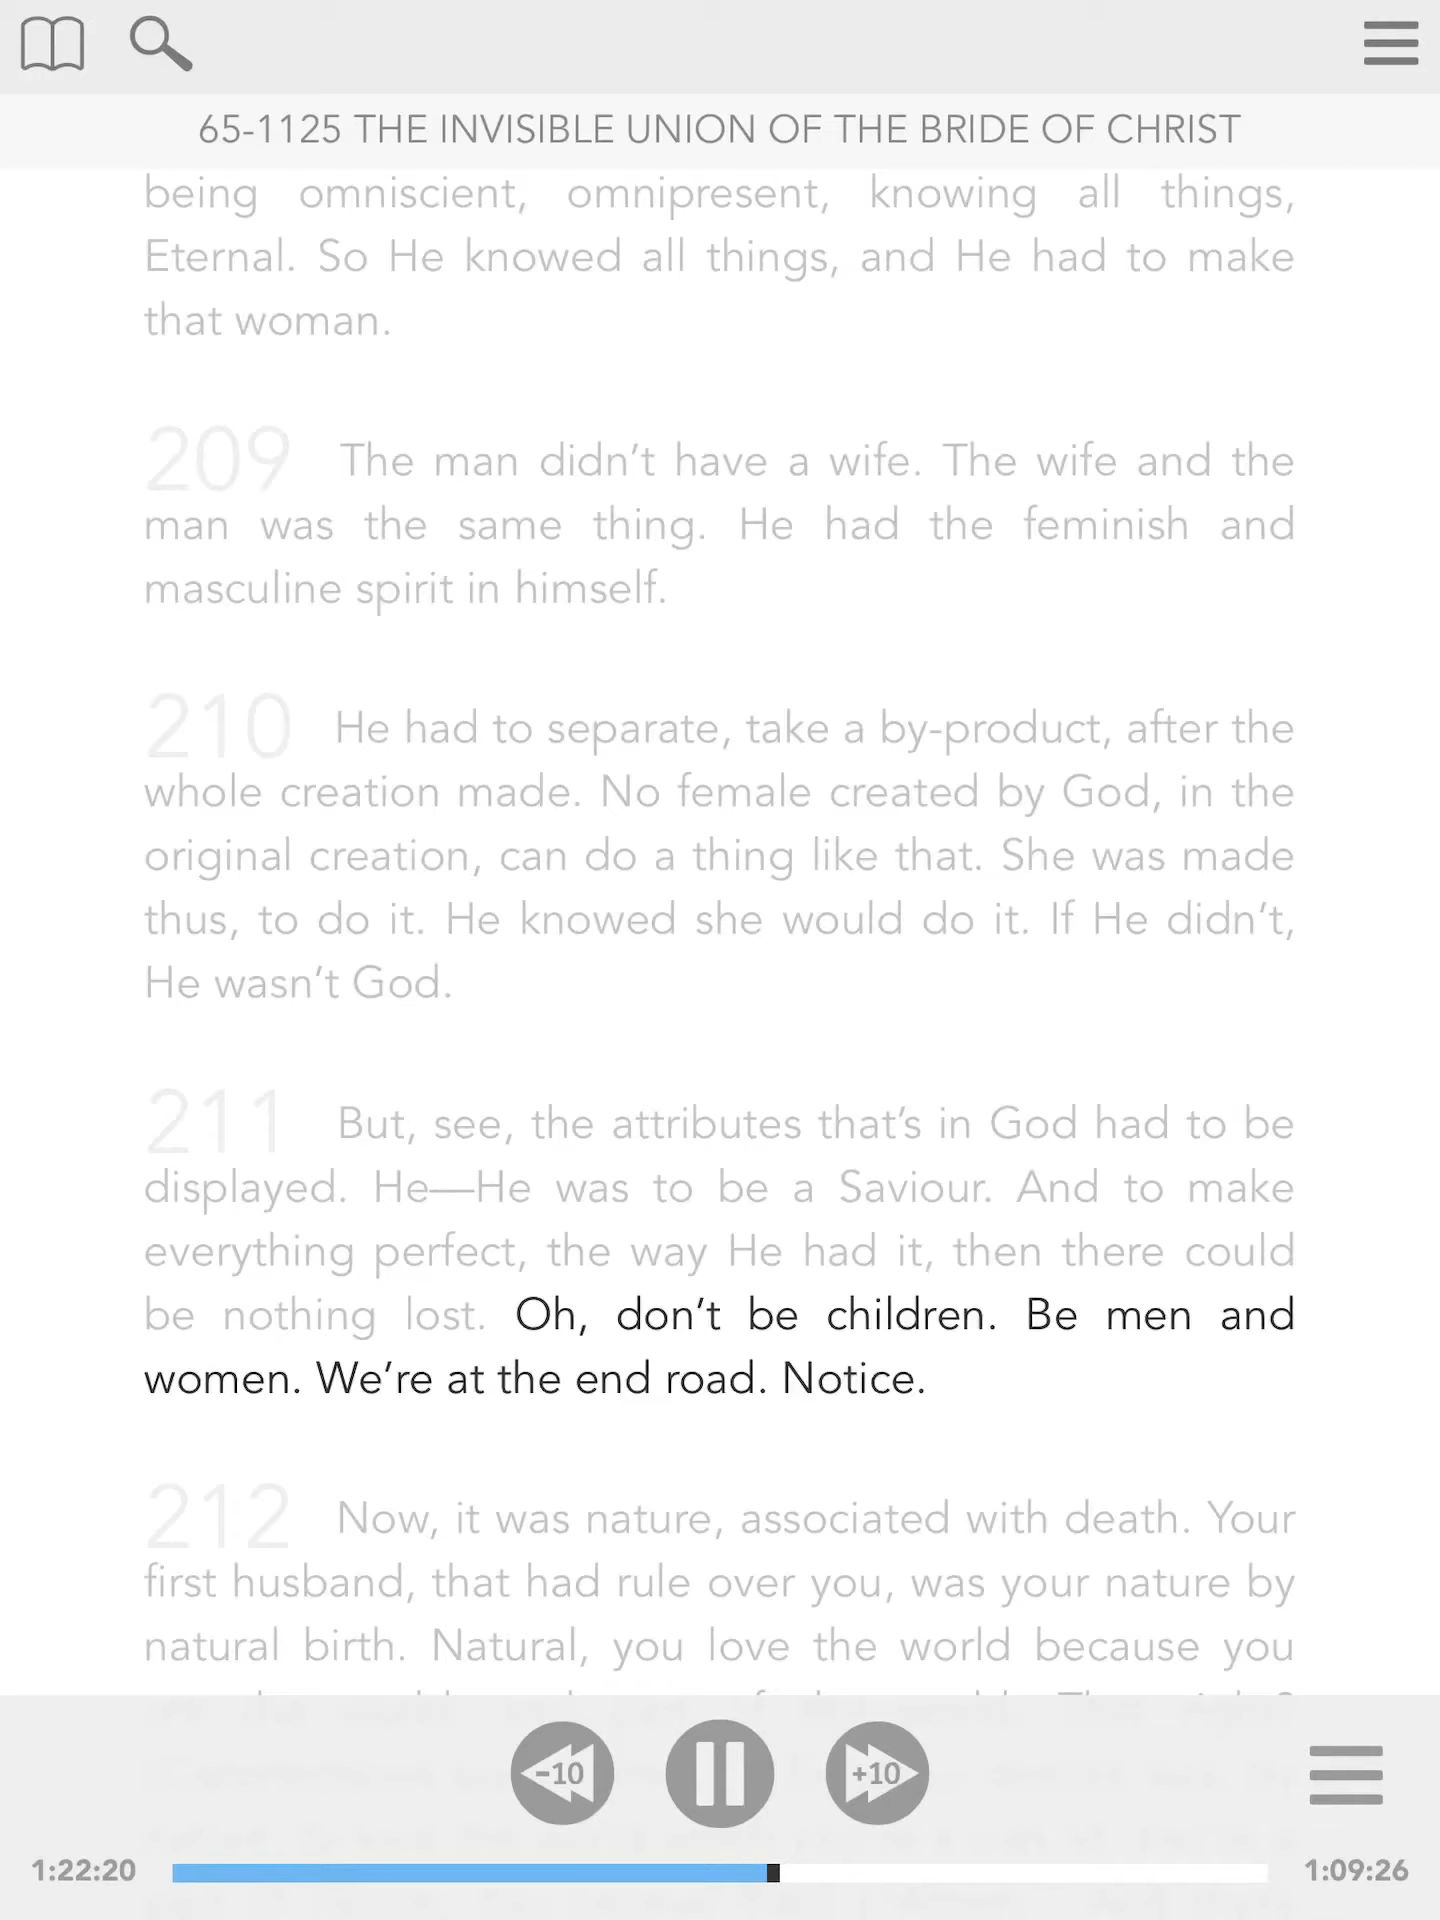 65-1125 THE INVISIBLE UNION OF THE BRIDE OF CHRIST
being omniscient, omnipresent, knowing all things,
Eternal. So He knowed all things, and He had to make
that woman.
209 The man didn’t have a wife. The wife and the
man was the same thing. He had the feminish and
masculine spirit in himself.
210 He had to separate, take a by-product, after the
whole creation made. No female created by God, in the
original creation, can do a thing like that. She was made
thus, to do it. He knowed she would do it. If He didn’t,
He wasn’t God.
211 But, see, the attributes that’s in God had to be
displayed. He—He was to be a Saviour. And to make
everything perfect, the way He had it, then there could
be nothing lost. Oh, don’t be children. Be men and
women. We’re at the end road. Notice.
212 Now, it was nature, associated with death. Your
first husband, that had rule over you, was your nature by
natural birth. Natural, you love the world because you
-10 +10
1:22:20 1:09:26